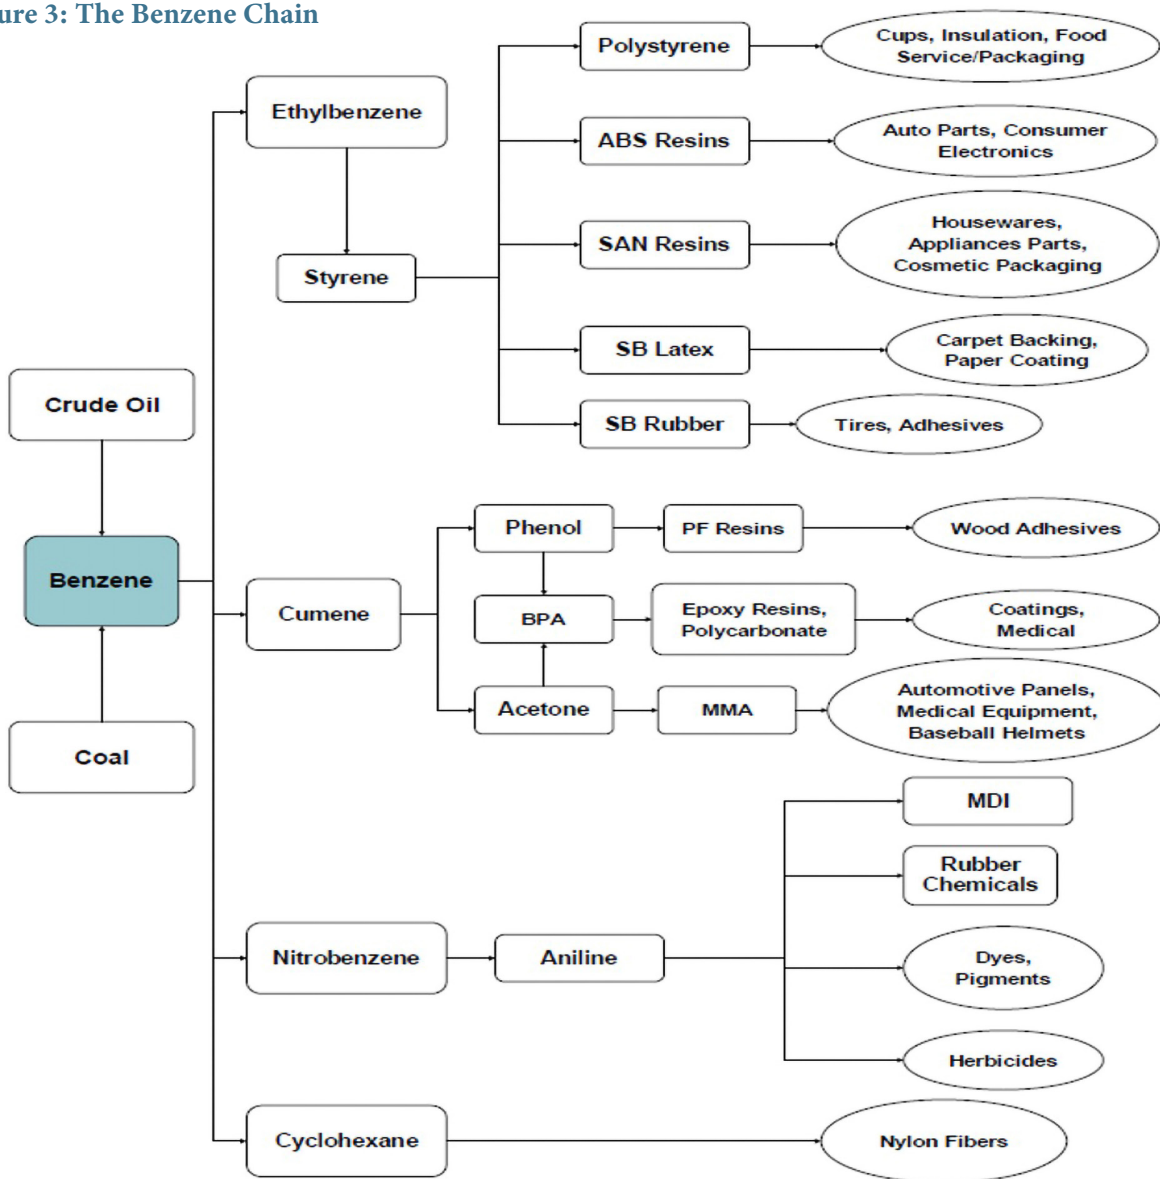 ure 3: The Benzene Chain
Polystyrene
Cups, Insulation, Food
Service/Packaging
Ethylbenzene
ABS Resins
Auto Parts, Consumer
Electronics
SAN Resins
Housewares,
Appliances Parts,
Cosmetic Packaging
Styrene
SB Latex
Carpet Backing,
Paper Coating
Crude Oil
SB Rubber
Tires, Adhesives
Phenol
PF Resins
Wood Adhesives
Benzene
Cumene
BPA
Epoxy Resins,
Polycarbonate
Coatings,
Medical
Acetone
MMA
Automotive Panels,
Medical Equipment,
Baseball Helmets
Coal
MDI
Rubber
Chemicals
Nitrobenzene
Aniline
Dyes,
Pigments
Herbicides
Cyclohexane
Nylon Fibers